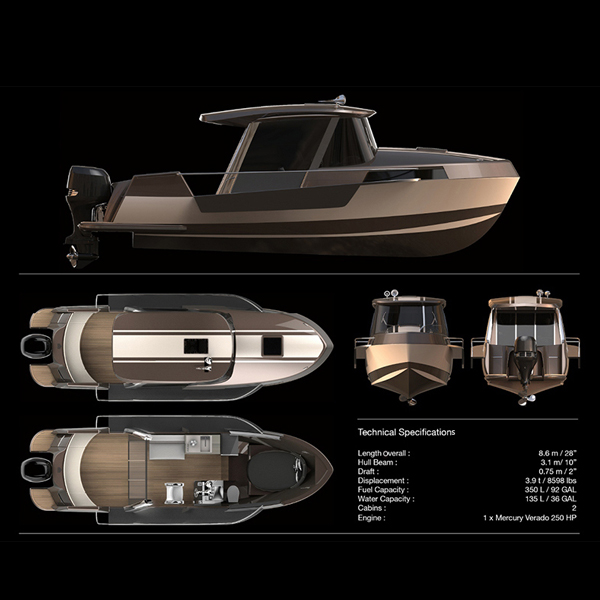 Technical Specifications
Length Overall : 8.6 m / 28"
Hull Beam : 3.1 m/ 10"
Draft : 0.75 m / 2"
Displacement : 3.9 t / 8598 lbs
Fuel Capacity : 350 L / 92 GAL
Water Capacity : 135 L / 36 GAL
Cabins : 2
Engine : 1 x Mercury Verado 250 HP